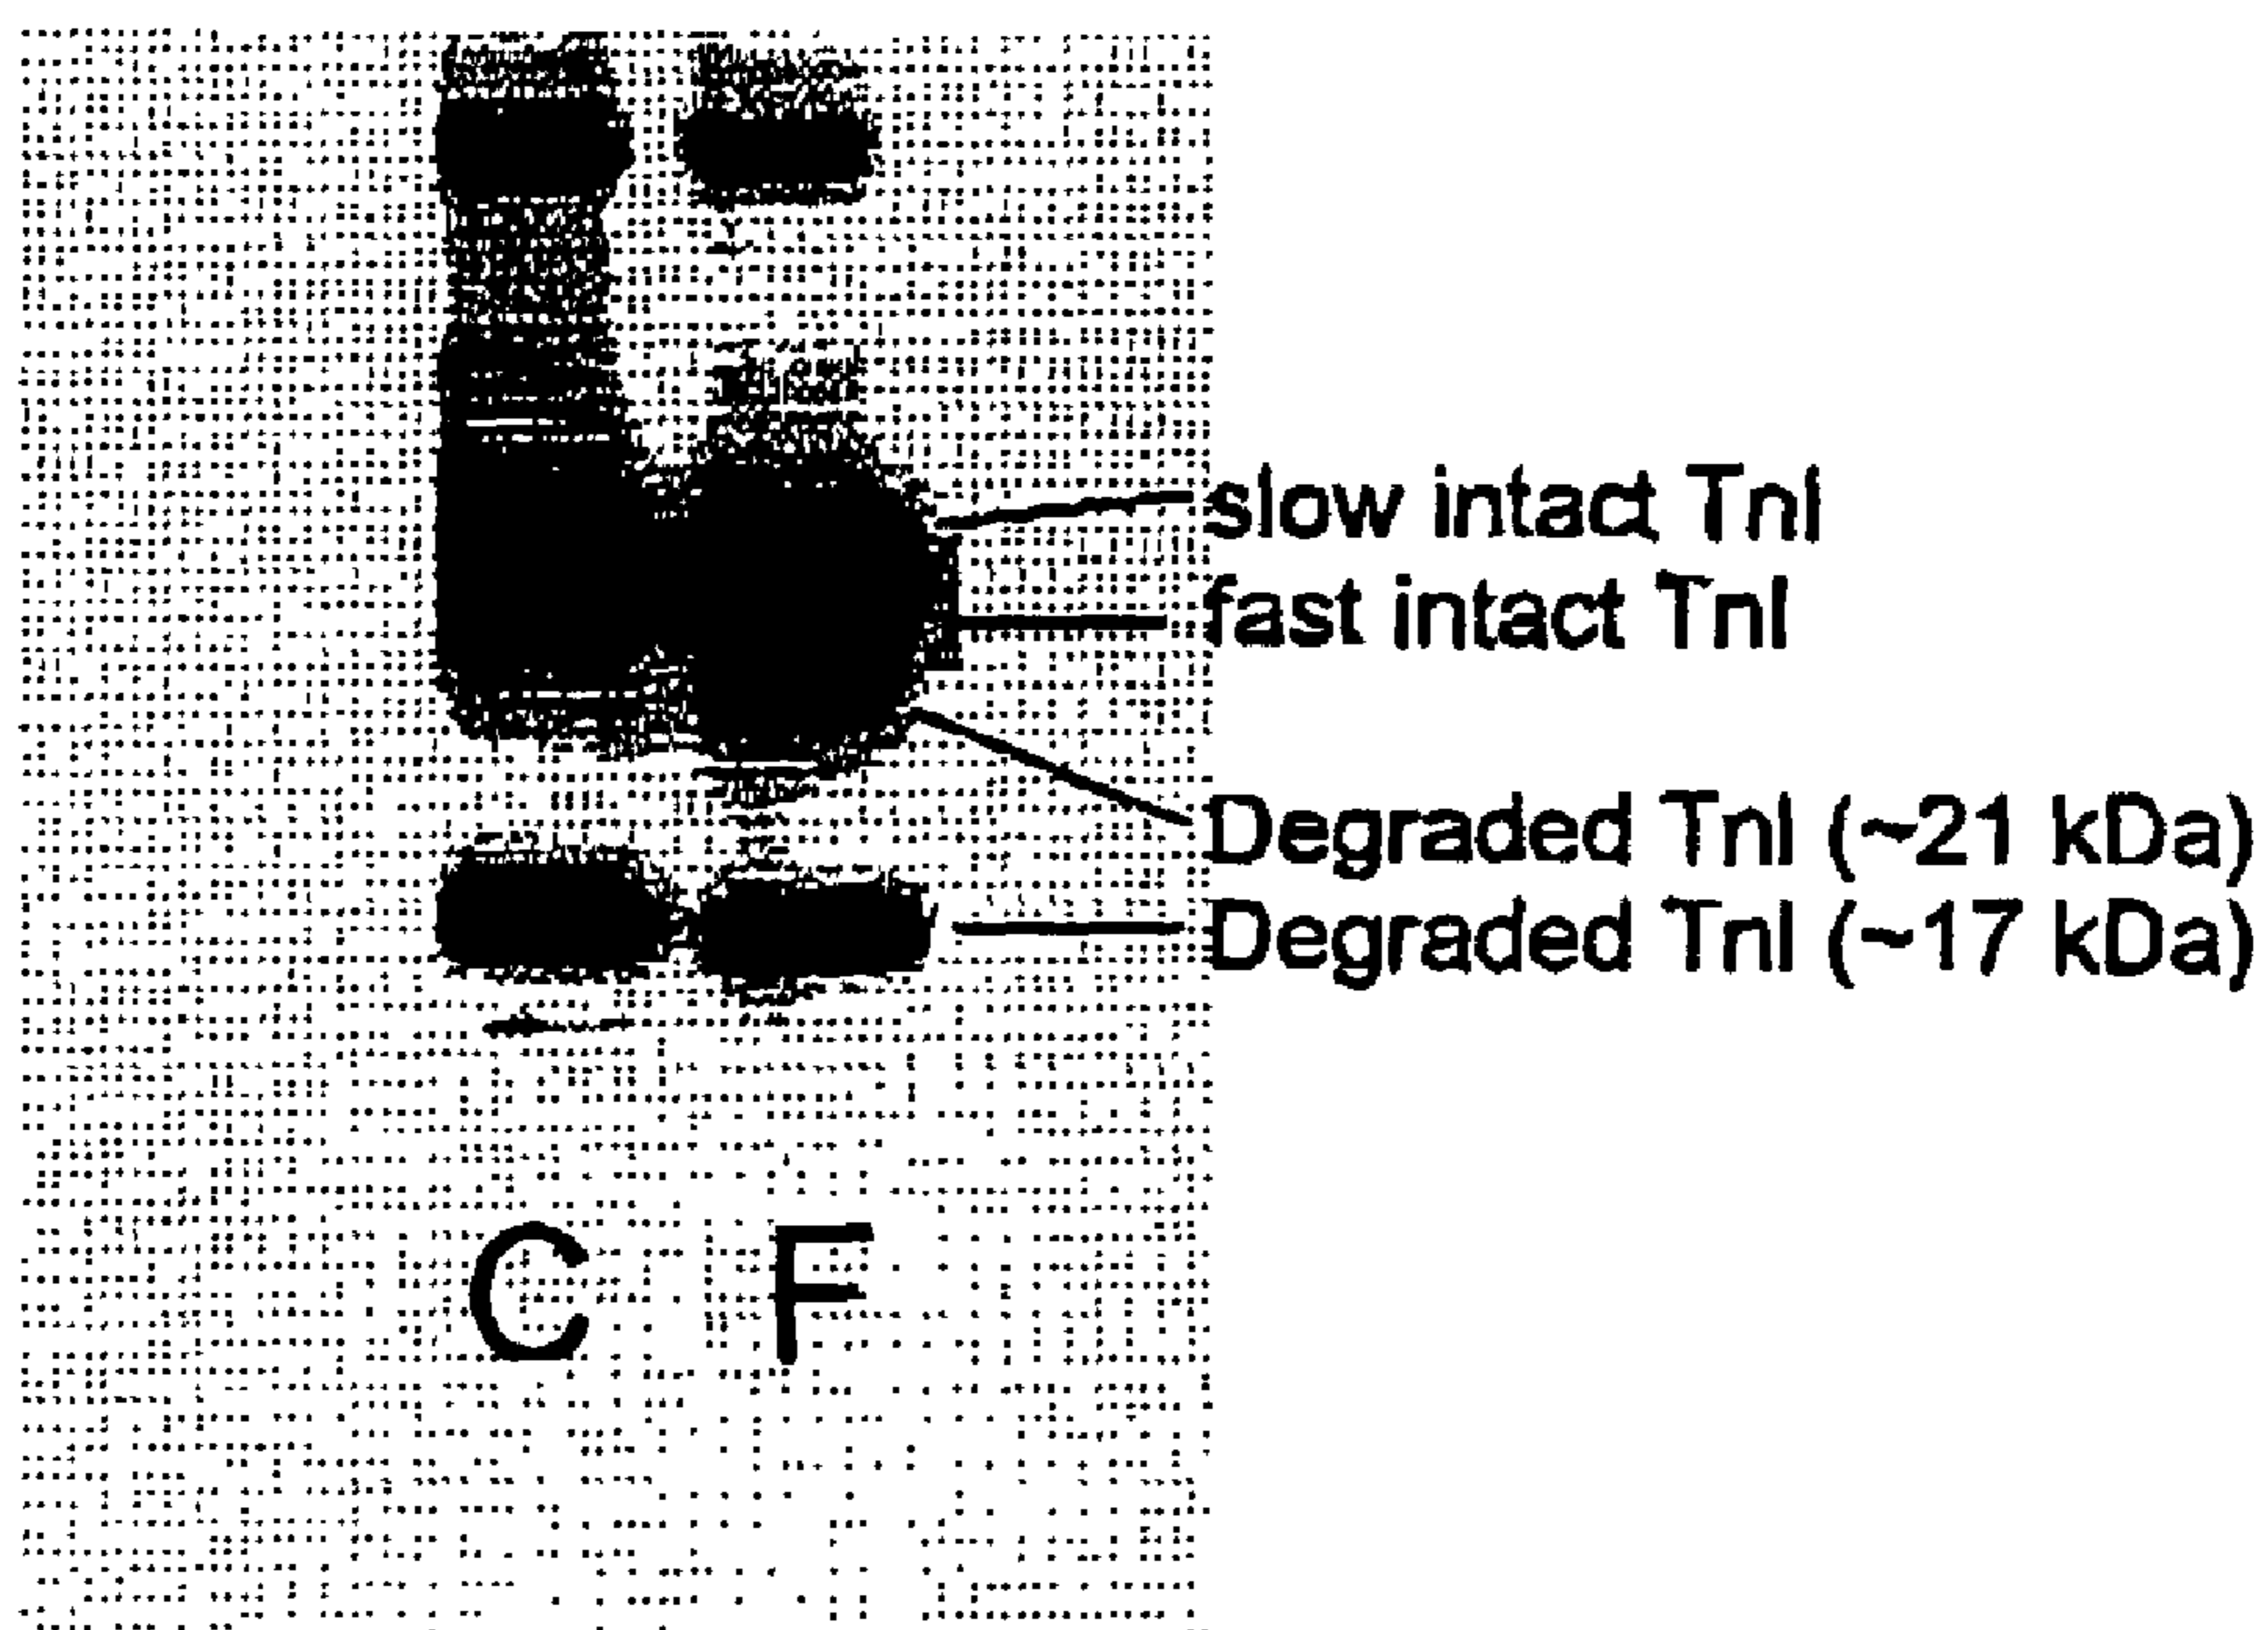 slow intact TnI
fast intact TnI
Degraded TnI (~21 kDa)
Degraded TnI (~17 kDa)
C F